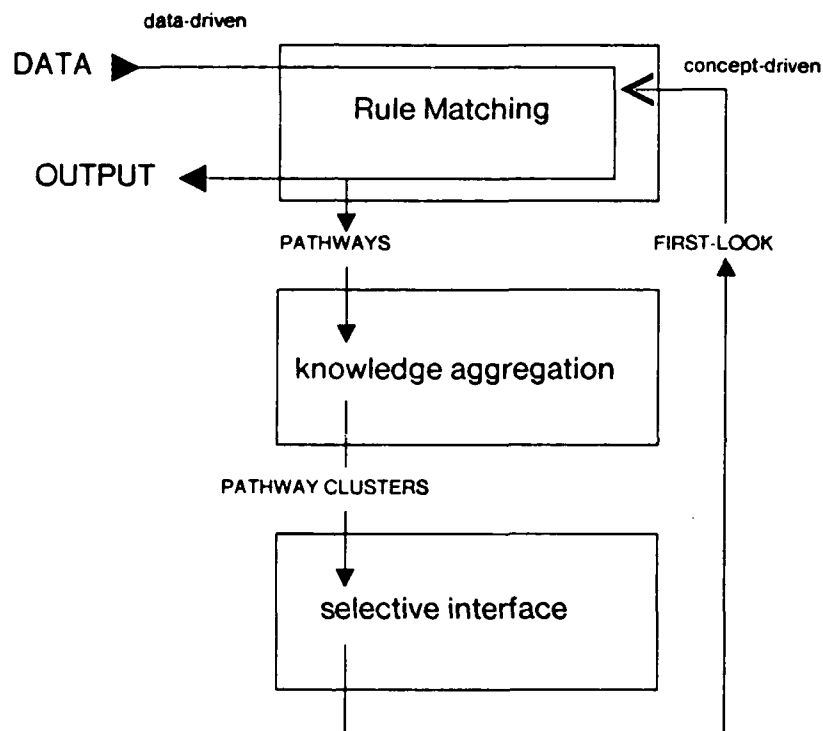 data-driven
DATA
concept-driven
Rule Matching
OUTPUT
PATHWAYS
FIRST-LOOK
knowledge aggregation
PATHWAY CLUSTERS
selective interface